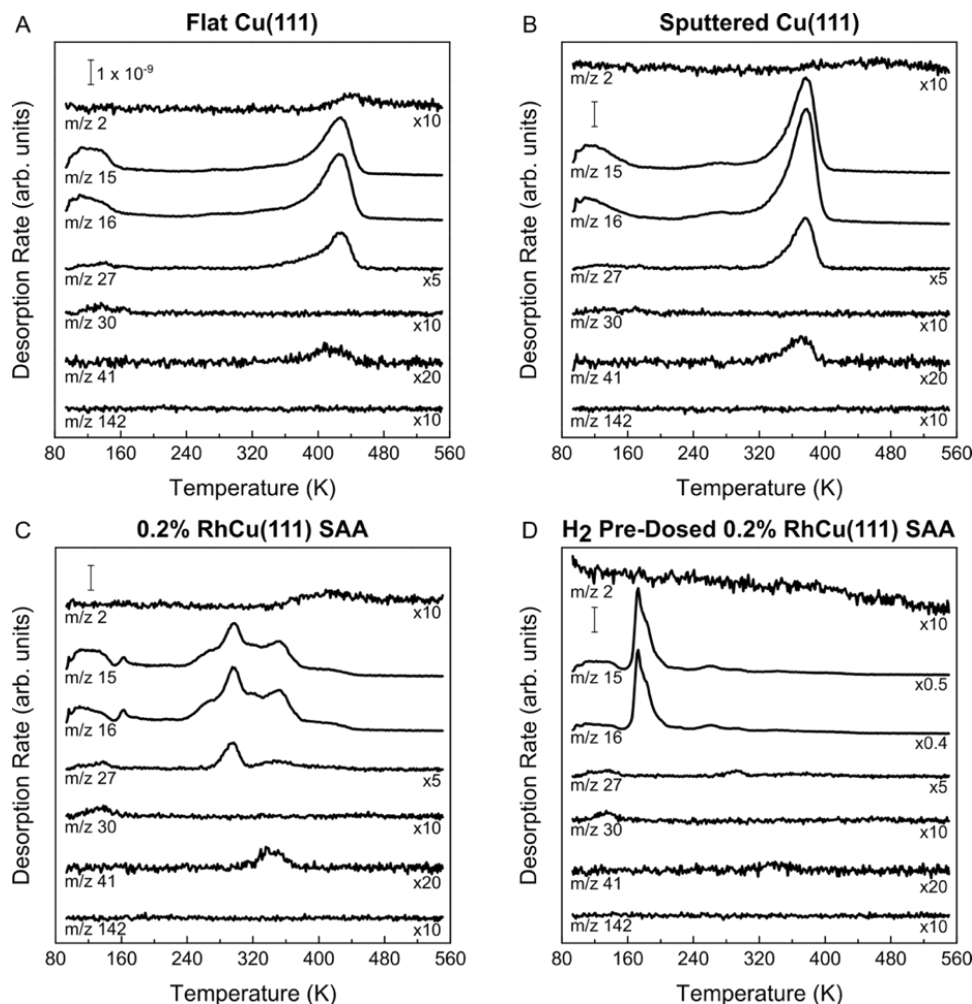 A Flat Cu(111)
Desorption Rate (arb. units)
1 x 10⁻⁹
m/z 2 x10
m/z 15
m/z 16
m/z 27 x5
m/z 30 x10
m/z 41 x20
m/z 142 x10
80 160 240 320 400 480 560
Temperature (K)
B Sputtered Cu(111)
Desorption Rate (arb. units)
m/z 2 x10
m/z 15
m/z 16
m/z 27 x5
m/z 30 x10
m/z 41 x20
m/z 142 x10
80 160 240 320 400 480 560
Temperature (K)
C 0.2% RhCu(111) SAA
Desorption Rate (arb. units)
m/z 2 x10
m/z 15
m/z 16
m/z 27 x5
m/z 30 x10
m/z 41 x20
m/z 142 x10
80 160 240 320 400 480 560
Temperature (K)
D H₂ Pre-Dosed 0.2% RhCu(111) SAA
Desorption Rate (arb. units)
m/z 2 x10
m/z 15 x0.5
m/z 16 x0.4
m/z 27 x5
m/z 30 x10
m/z 41 x20
m/z 142 x10
80 160 240 320 400 480 560
Temperature (K)